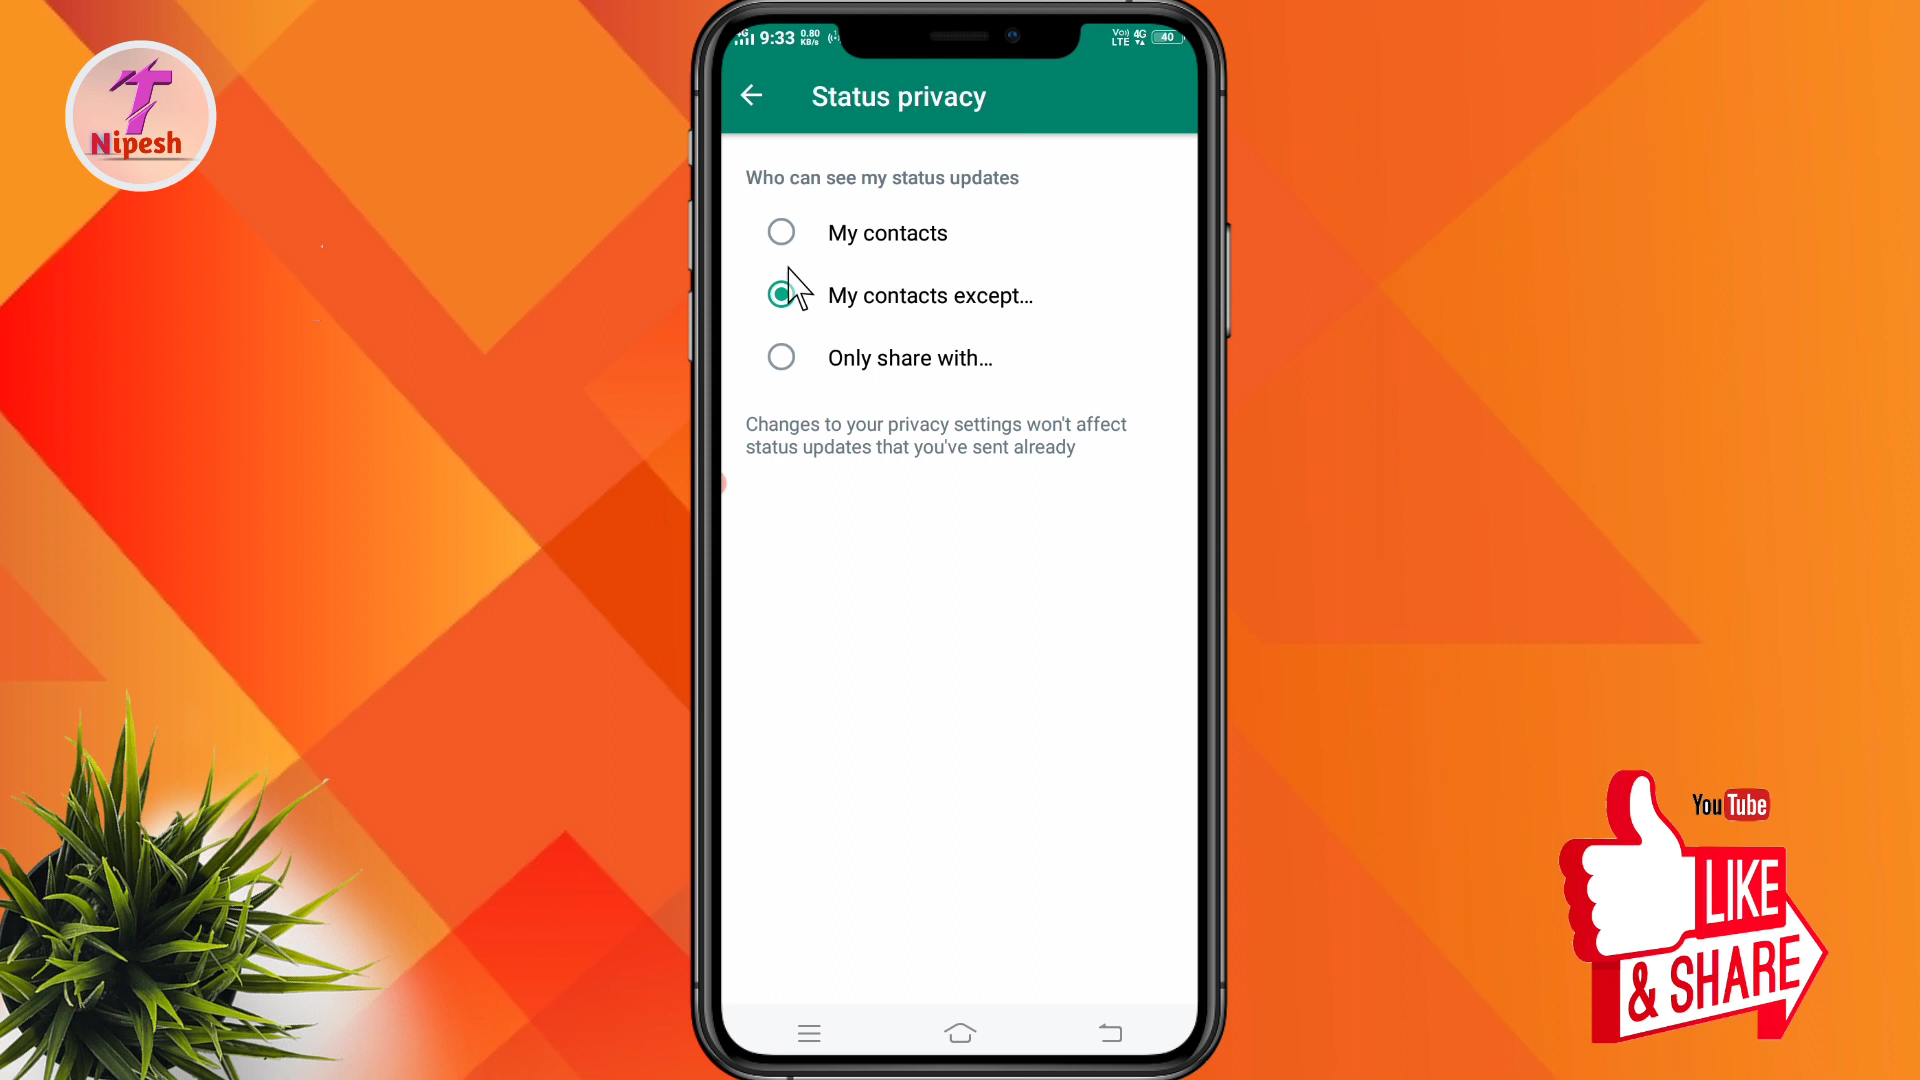 T
Nipesh
4G 9:33 0.80 KB/s
VoLTE 4G 40
Status privacy
Who can see my status updates
My contacts
My contacts except...
Only share with...
Changes to your privacy settings won't affect
status updates that you've sent already
YouTube
LIKE
& SHARE